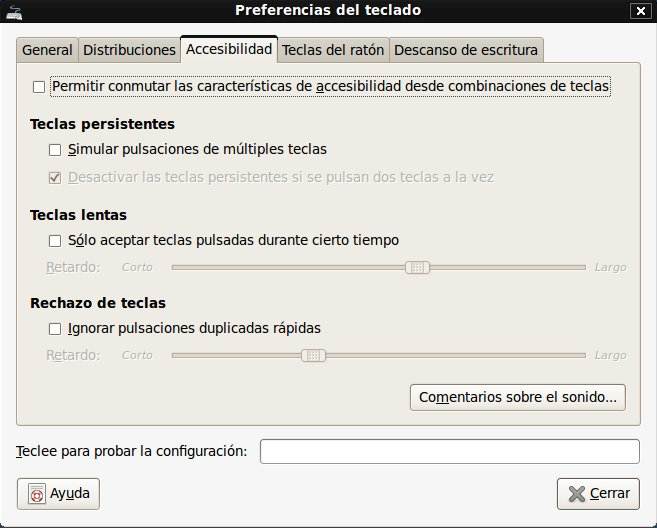 Preferencias del teclado
General Distribuciones Accesibilidad Teclas del ratón Descanso de escritura
Permitir conmutar las características de accesibilidad desde combinaciones de teclas
Teclas persistentes
Simular pulsaciones de múltiples teclas
Desactivar las teclas persistentes si se pulsan dos teclas a la vez
Teclas lentas
Sólo aceptar teclas pulsadas durante cierto tiempo
Retardo: Corto Largo
Rechazo de teclas
Ignorar pulsaciones duplicadas rápidas
Retardo: Corto Largo
Comentarios sobre el sonido...
Teclee para probar la configuración:
Ayuda Cerrar